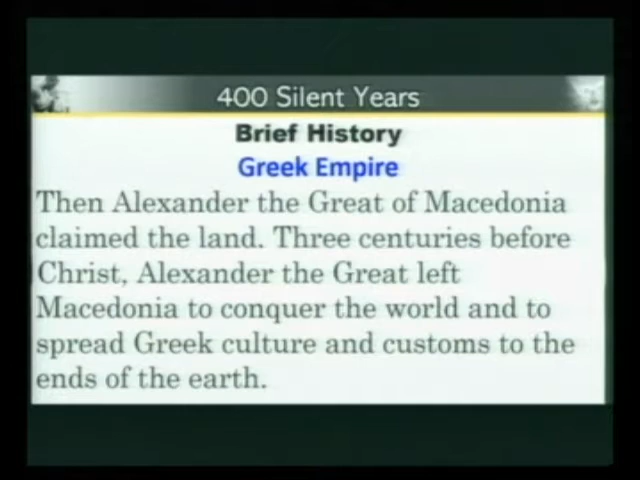 400 Silent Years
Brief History
Greek Empire
Then Alexander the Great of Macedonia
claimed the land. Three centuries before
Christ, Alexander the Great left
Macedonia to conquer the world and to
spread Greek culture and customs to the
ends of the earth.